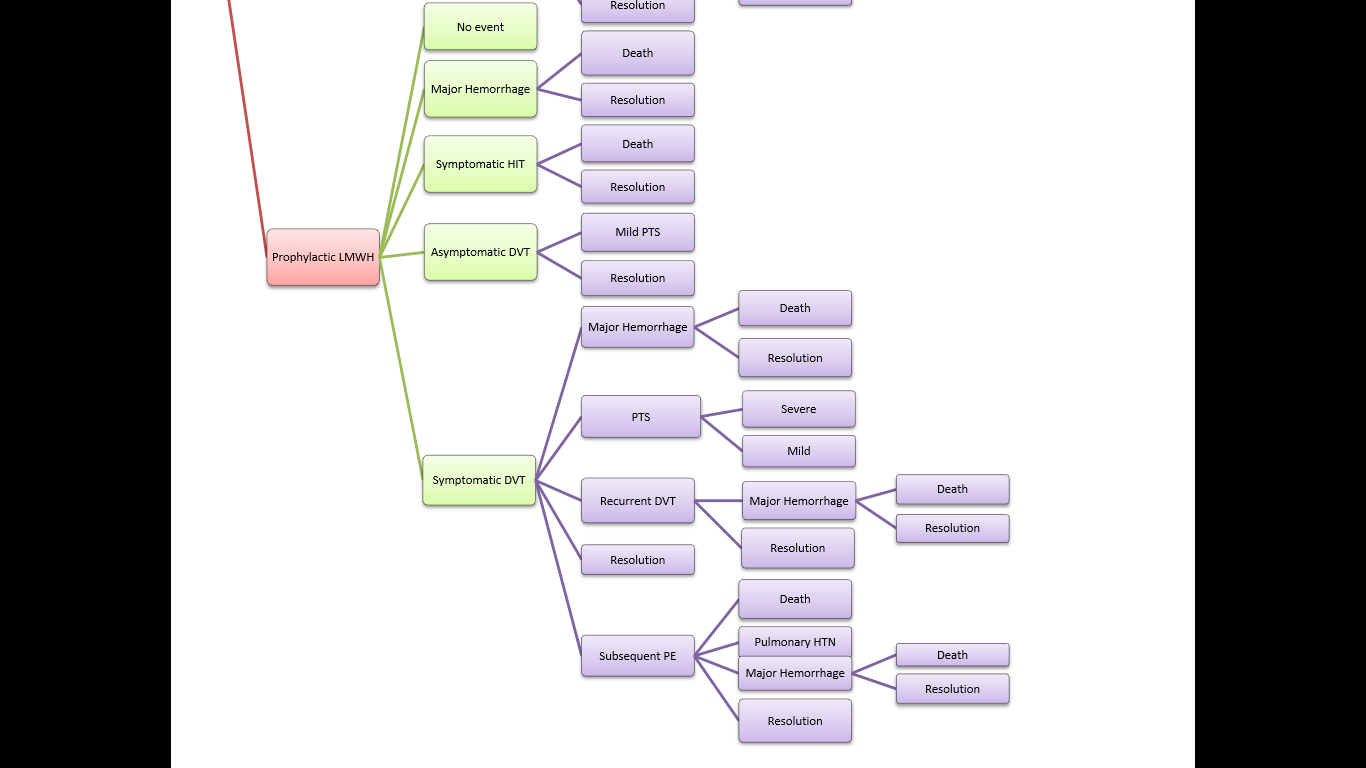 Resolution
No event
Death
Major Hemorrhage
Resolution
Death
Symptomatic HIT
Resolution
Mild PTS
Prophylactic LMWH
Asymptomatic DVT
Resolution
Major Hemorrhage
Death
Resolution
PTS
Severe
Mild
Symptomatic DVT
Recurrent DVT
Major Hemorrhage
Death
Resolution
Resolution
Resolution
Subsequent PE
Death
Pulmonary HTN
Major Hemorrhage
Death
Resolution
Resolution